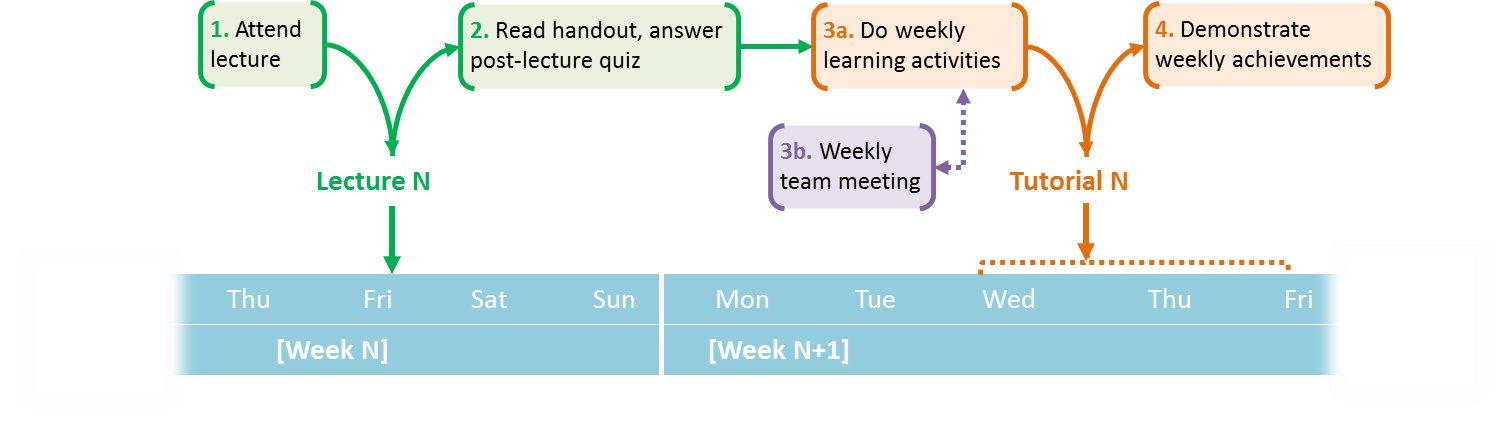 1. Attend
lecture
2. Read handout, answer
post-lecture quiz
3a. Do weekly
learning activities
4. Demonstrate
weekly achievements
3b. Weekly
team meeting
Lecture N
Tutorial N
Thu Fri Sat Sun Mon Tue Wed Thu Fri
[Week N] [Week N+1]